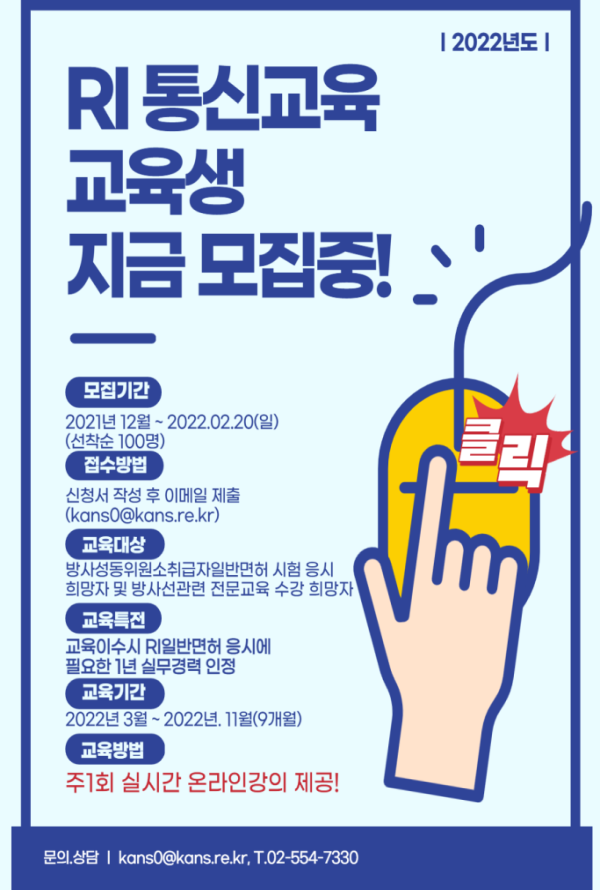 | 2022년도 |
RI 통신교육
교육생
지금 모집중!
클릭
모집기간
2021년 12월 ~ 2022.02.20(일)
(선착순 100명)
접수방법
신청서 작성 후 이메일 제출
(kans0@kans.re.kr)
교육대상
방사성동위원소취급자일반면허 시험 응시
희망자 및 방사선관련 전문교육 수강 희망자
교육특전
교육이수시 RI일반면허 응시에
필요한 1년 실무경력 인정
교육기간
2022년 3월 ~ 2022년. 11월(9개월)
교육방법
주1회 실시간 온라인강의 제공!
문의.상담 | kans0@kans.re.kr, T.02-554-7330